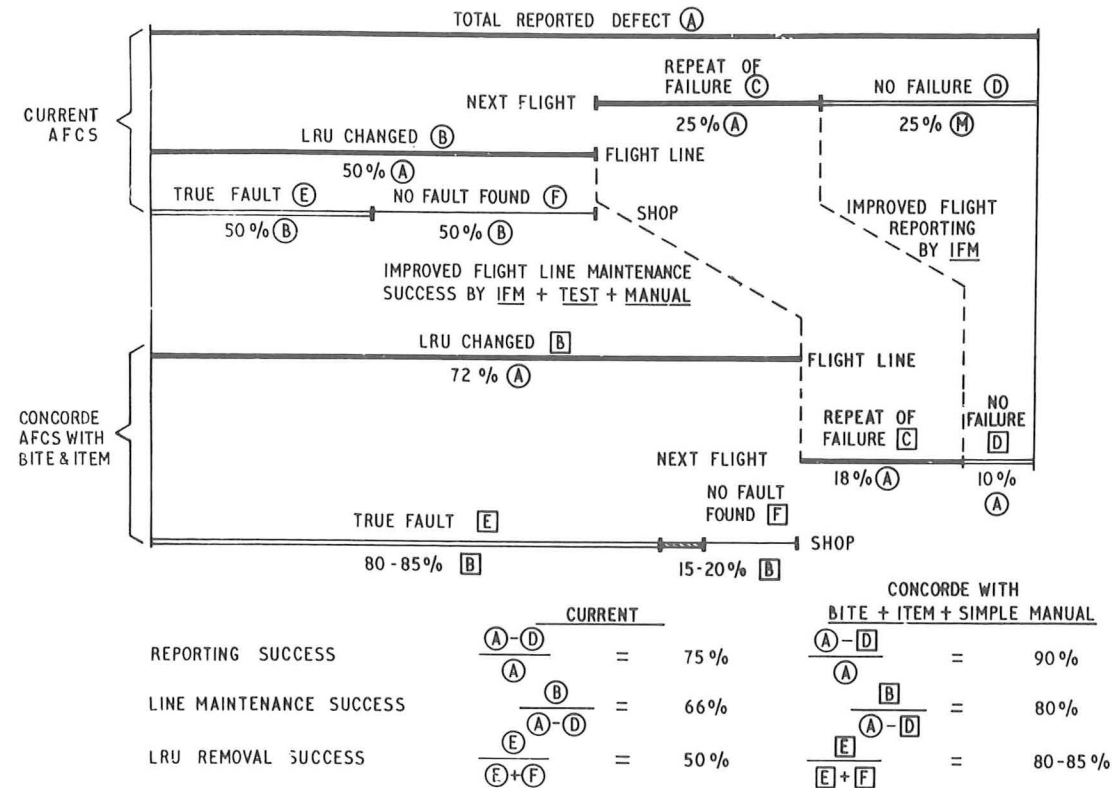 TOTAL REPORTED DEFECT Ⓐ
REPEAT OF
FAILURE Ⓒ
NO FAILURE Ⓓ
NEXT FLIGHT
25% Ⓐ
25% Ⓜ
CURRENT
AFCS
LRU CHANGED Ⓑ
FLIGHT LINE
50% Ⓐ
TRUE FAULT Ⓔ
NO FAULT FOUND Ⓕ
SHOP
50% Ⓑ
50% Ⓑ
IMPROVED FLIGHT
REPORTING
BY IFM
IMPROVED FLIGHT LINE MAINTENANCE
SUCCESS BY IFM + TEST + MANUAL
LRU CHANGED 🄱
FLIGHT LINE
72% Ⓐ
CONCORDE
AFCS WITH
BITE & ITEM
REPEAT OF
FAILURE 🄲
NO
FAILURE
🄳
NEXT FLIGHT
18% Ⓐ
10%
Ⓐ
NO FAULT
FOUND 🄵
TRUE FAULT 🄴
SHOP
80-85% 🄱
15-20% 🄱
CURRENT
CONCORDE WITH
BITE + ITEM + SIMPLE MANUAL
REPORTING SUCCESS
Ⓐ-Ⓓ
Ⓐ
= 75%
Ⓐ-🄳
Ⓐ
= 90%
LINE MAINTENANCE SUCCESS
Ⓑ
Ⓐ-Ⓓ
= 66%
🄱
Ⓐ-🄳
= 80%
LRU REMOVAL SUCCESS
Ⓔ
Ⓔ+Ⓕ
= 50%
🄴
🄴+🄵
= 80-85%